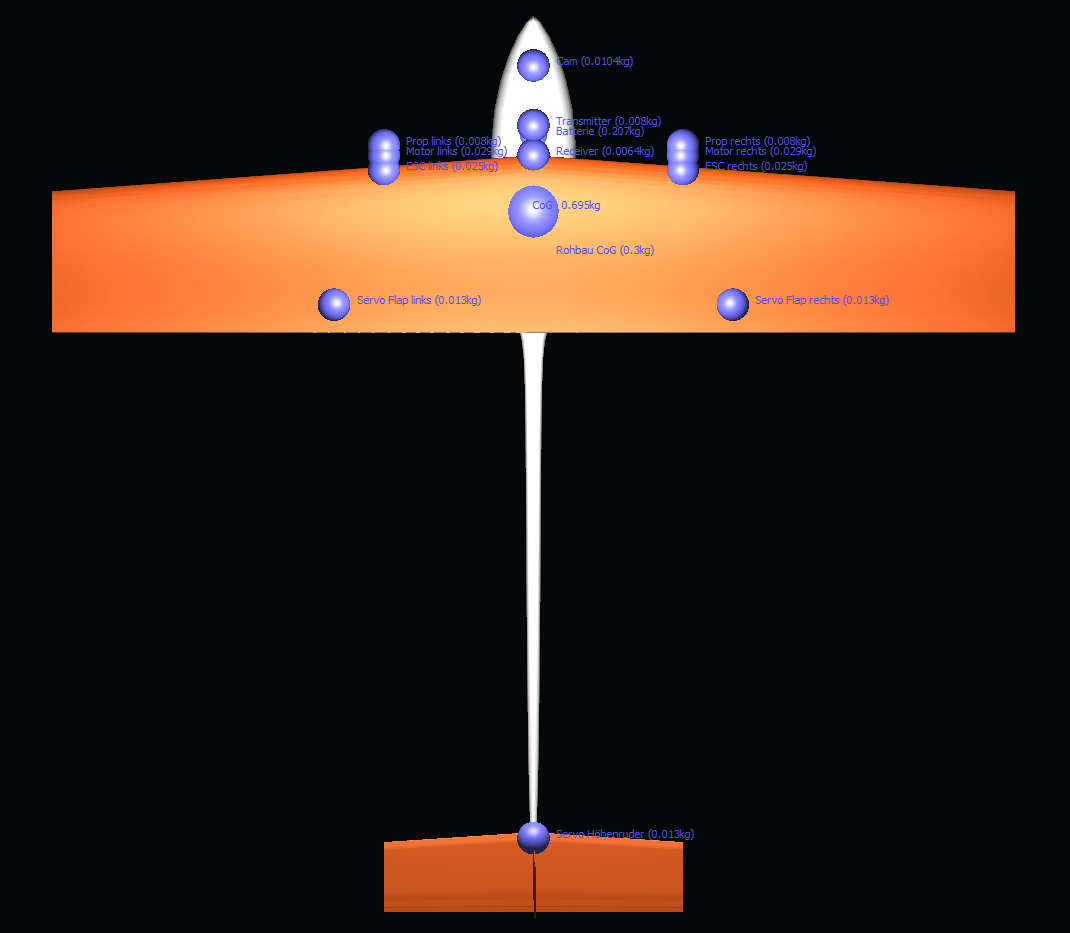 Cam (0.0104kg)
Transmitter (0.008kg)
Batterie (0.207kg)
Prop links (0.008kg)
Motor links (0.029kg)
ESC links (0.025kg)
Receiver (0.0064kg)
Prop rechts (0.008kg)
Motor rechts (0.029kg)
ESC rechts (0.025kg)
CoG 0.695kg
Rohbau CoG (0.3kg)
Servo Flap links (0.013kg)
Servo Flap rechts (0.013kg)
Servo Höhenruder (0.013kg)